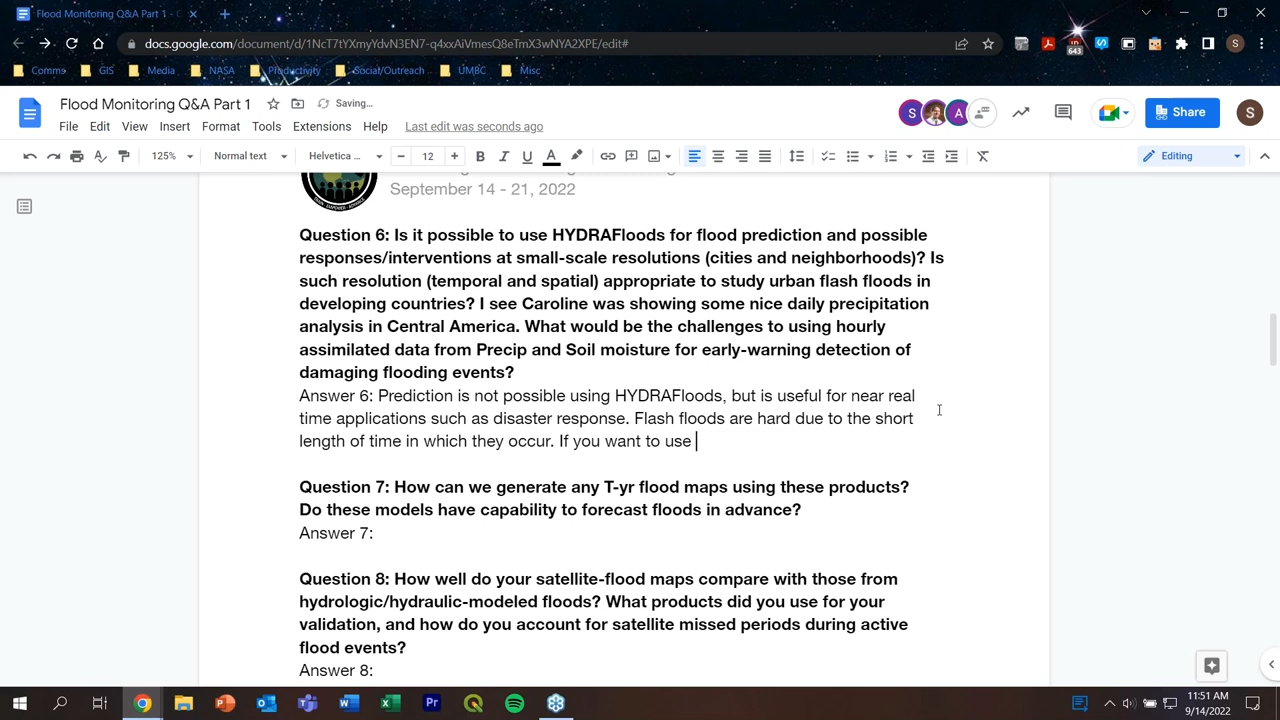 Flood Monitoring Q&A Part 1 -
docs.google.com/document/d/1NcT7tYXmyYdvN3EN7-q4xxAiVmesQ8eTmX3wNYA2XPE/edit#
643
S
Comms GIS Media NASA Productivity Social/Outreach UMBC Misc
Flood Monitoring Q&A Part 1 Saving...
S A Share S
File Edit View Insert Format Tools Extensions Help Last edit was seconds ago
125% Normal text Helvetica ... − 12 + B I U A Editing
September 14 - 21, 2022
Question 6: Is it possible to use HYDRAFloods for flood prediction and possible
responses/interventions at small-scale resolutions (cities and neighborhoods)? Is
such resolution (temporal and spatial) appropriate to study urban flash floods in
developing countries? I see Caroline was showing some nice daily precipitation
analysis in Central America. What would be the challenges to using hourly
assimilated data from Precip and Soil moisture for early-warning detection of
damaging flooding events?
Answer 6: Prediction is not possible using HYDRAFloods, but is useful for near real
time applications such as disaster response. Flash floods are hard due to the short
length of time in which they occur. If you want to use
Question 7: How can we generate any T-yr flood maps using these products?
Do these models have capability to forecast floods in advance?
Answer 7:
Question 8: How well do your satellite-flood maps compare with those from
hydrologic/hydraulic-modeled floods? What products did you use for your
validation, and how do you account for satellite missed periods during active
flood events?
Answer 8:
11:51 AM
9/14/2022